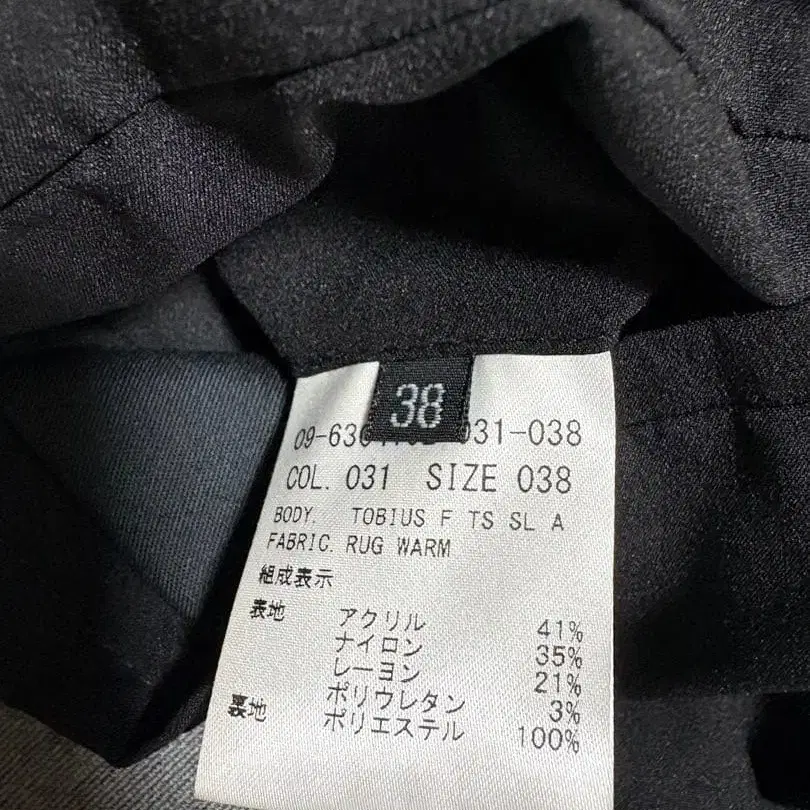 38
031-038
COL. 031 SIZE 038
BODY. TOBIUS F TS SL A
FABRIC. RUG WARM
組成表示
表地 アクリル 41%
ナイロン 35%
レーヨン 21%
ポリウレタン 3%
裏地 ポリエステル 100%